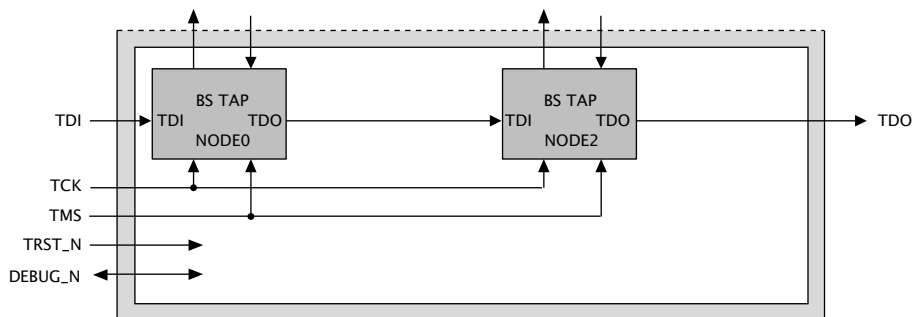 BS TAP
BS TAP
TDI
TDI
TDO
TDI
TDO
TDO
NODE0
NODE2
TCK
TMS
TRST_N
DEBUG_N